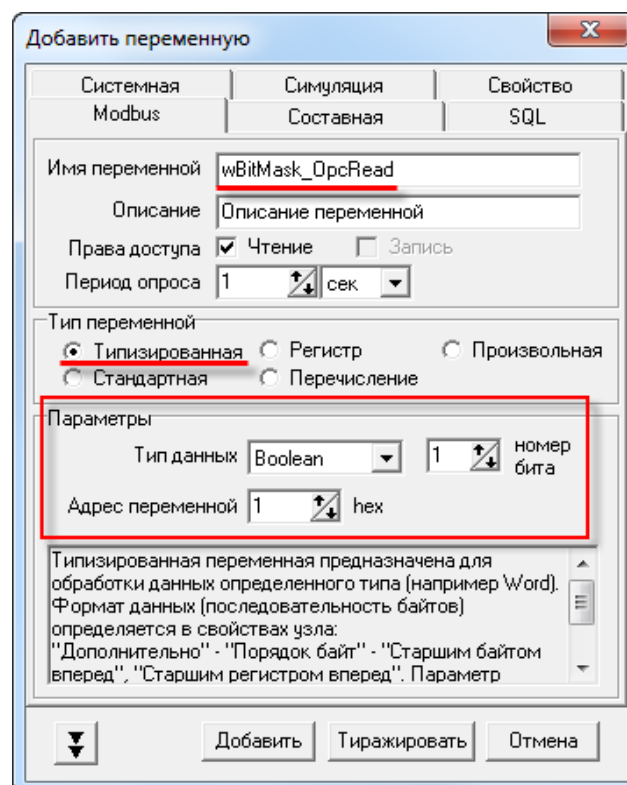 Добавить переменную
Системная Симуляция Свойство
Modbus Составная SQL
Имя переменной wBitMask_OpcRead
Описание Описание переменной
Права доступа Чтение Запись
Период опроса 1 сек
Тип переменной
Типизированная Регистр Произвольная
Стандартная Перечисление
Параметры
Тип данных Boolean 1 номер
бита
Адрес переменной 1 hex
Типизированная переменная предназначена для
обработки данных определенного типа (например Word).
Формат данных (последовательность байтов)
определяется в свойствах узла:
"Дополнительно" - "Порядок байт" - "Старшим байтом
вперед", "Старшим регистром вперед". Параметр
Добавить Тиражировать Отмена